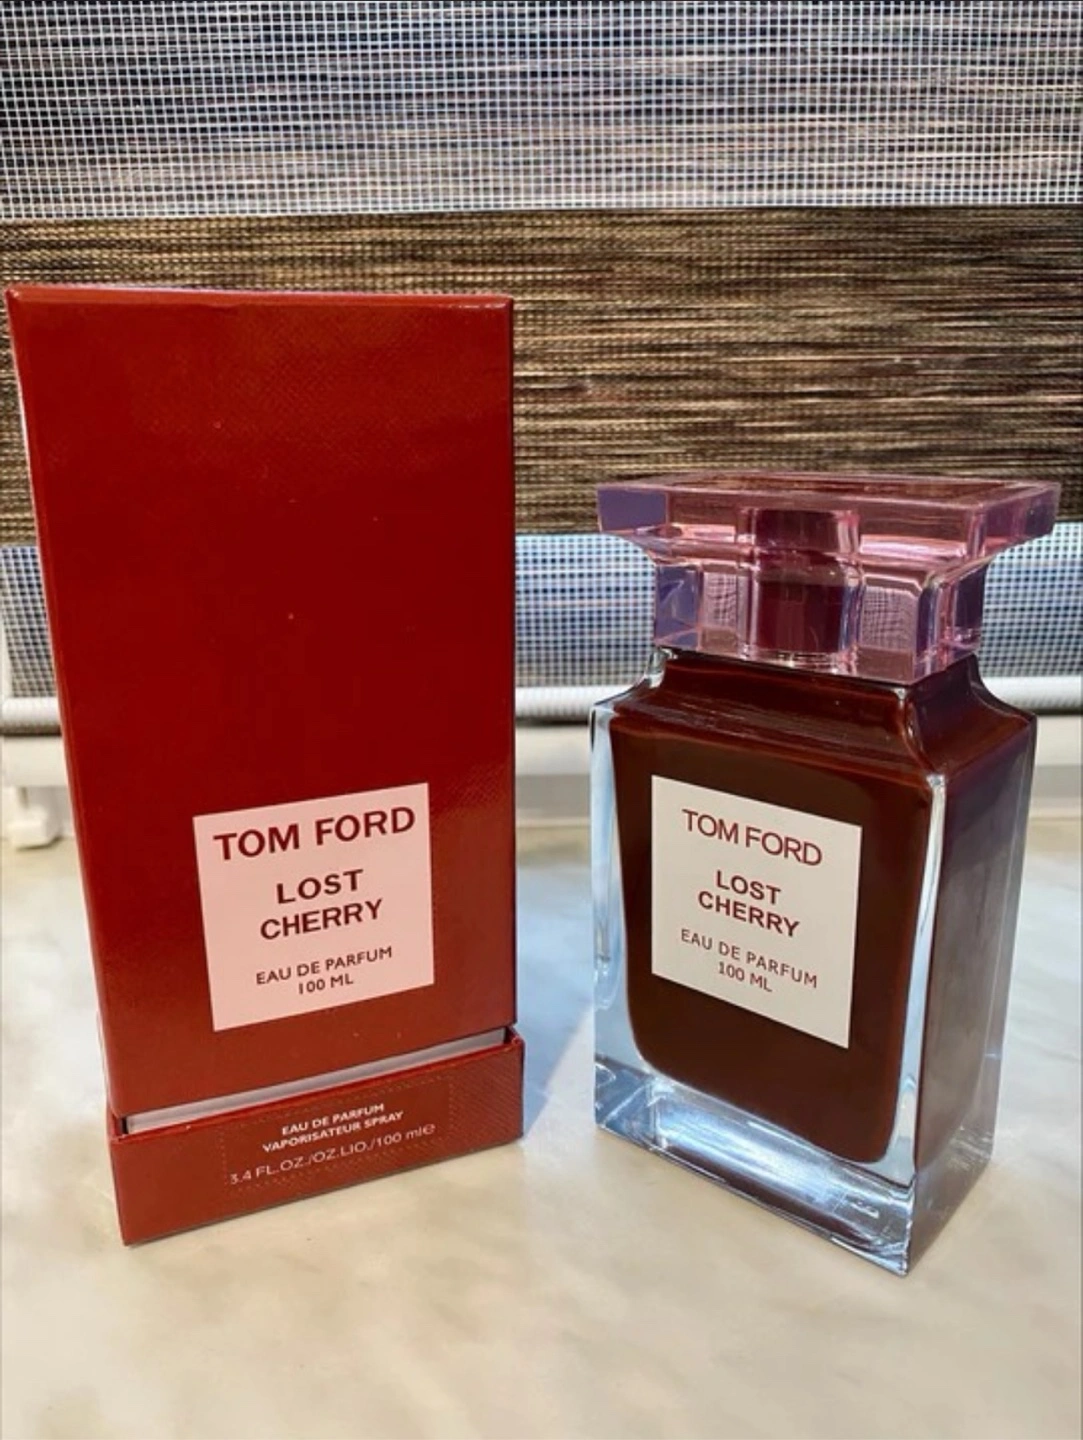 TOM FORD
LOST
CHERRY
EAU DE PARFUM
100 ML
EAU DE PARFUM
VAPORISATEUR SPRAY
3.4 FL.OZ./OZ.LIQ./100 ml℮
TOM FORD
LOST
CHERRY
EAU DE PARFUM
100 ML